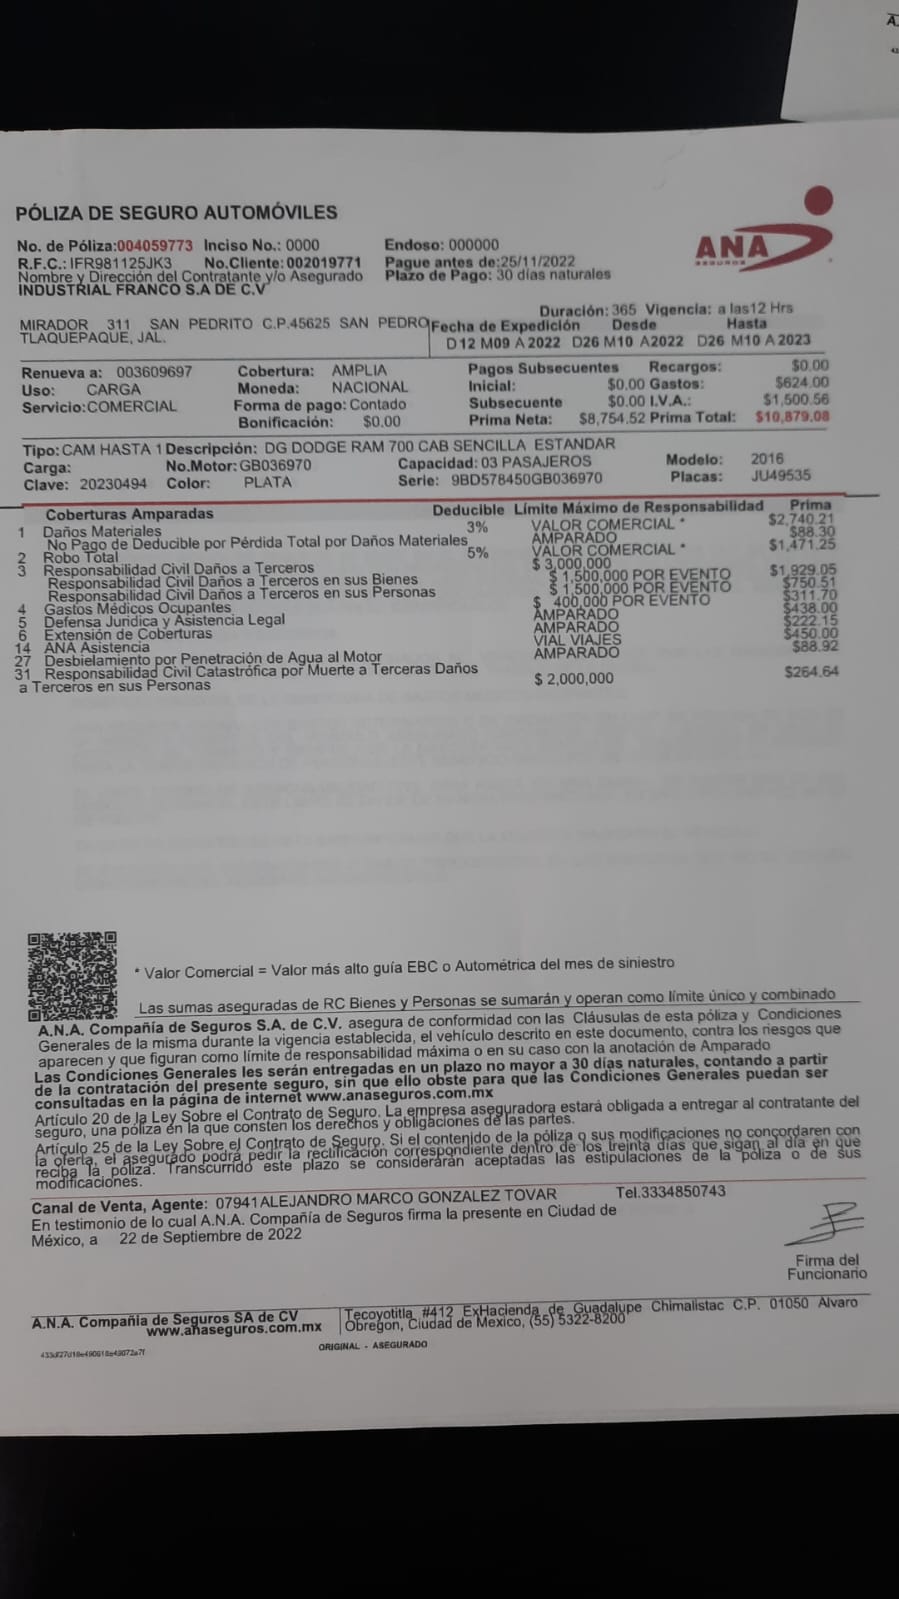 PÓLIZA DE SEGURO AUTOMÓVILES
ANA
SEGUROS
No. de Póliza:004059773 Inciso No.: 0000 Endoso: 000000
R.F.C.: IFR981125JK3 No.Cliente: 002019771 Pague antes de:25/11/2022
Nombre y Dirección del Contratante y/o Asegurado Plazo de Pago: 30 días naturales
INDUSTRIAL FRANCO S.A DE C.V
Duración: 365 Vigencia: a las12 Hrs
MIRADOR 311 SAN PEDRITO C.P.45625 SAN PEDRO Fecha de Expedición Desde Hasta
TLAQUEPAQUE, JAL. D 12 M09 A 2022 D26 M10 A2022 D26 M10 A 2023
Renueva a: 003609697 Cobertura: AMPLIA Pagos Subsecuentes Recargos: $0.00
Uso: CARGA Moneda: NACIONAL Inicial: $0.00 Gastos: $624.00
Servicio:COMERCIAL Forma de pago: Contado Subsecuente $0.00 I.V.A.: $1,500.56
Bonificación: $0.00 Prima Neta: $8,754.52 Prima Total: $10,879.08
Tipo: CAM HASTA 1 Descripción: DG DODGE RAM 700 CAB SENCILLA ESTANDAR
Carga: No.Motor: GB036970 Capacidad: 03 PASAJEROS Modelo: 2016
Clave: 20230494 Color: PLATA Serie: 9BD578450GB036970 Placas: JU49535
Coberturas Amparadas Deducible Límite Máximo de Responsabilidad Prima
1 Daños Materiales 3% VALOR COMERCIAL * $2,740.21
No Pago de Deducible por Pérdida Total por Daños Materiales AMPARADO $88.30
2 Robo Total 5% VALOR COMERCIAL * $1,471.25
3 Responsabilidad Civil Daños a Terceros $ 3,000,000
Responsabilidad Civil Daños a Terceros en sus Bienes $ 1,500,000 POR EVENTO $1,929.05
Responsabilidad Civil Daños a Terceros en sus Personas $ 1,500,000 POR EVENTO $750.51
4 Gastos Médicos Ocupantes $ 400,000 POR EVENTO $311.70
5 Defensa Jurídica y Asistencia Legal AMPARADO $438.00
6 Extensión de Coberturas AMPARADO $222.15
14 ANA Asistencia VIAL VIAJES $450.00
27 Desbielamiento por Penetración de Agua al Motor AMPARADO $88.92
31 Responsabilidad Civil Catastrófica por Muerte a Terceras Daños
a Terceros en sus Personas $ 2,000,000 $264.64
* Valor Comercial = Valor más alto guía EBC o Autométrica del mes de siniestro
Las sumas aseguradas de RC Bienes y Personas se sumarán y operan como límite único y combinado
A.N.A. Compañía de Seguros S.A. de C.V. asegura de conformidad con las Cláusulas de esta póliza y Condiciones
Generales de la misma durante la vigencia establecida, el vehículo descrito en este documento, contra los riesgos que
aparecen y que figuran como límite de responsabilidad máxima o en su caso con la anotación de Amparado
Las Condiciones Generales les serán entregadas en un plazo no mayor a 30 días naturales, contando a partir
de la contratación del presente seguro, sin que ello obste para que las Condiciones Generales puedan ser
consultadas en la página de internet www.anaseguros.com.mx
Artículo 20 de la Ley Sobre el Contrato de Seguro. La empresa aseguradora estará obligada a entregar al contratante del
seguro, una póliza en la que consten los derechos y obligaciones de las partes.
Artículo 25 de la Ley Sobre el Contrato de Seguro. Si el contenido de la póliza o sus modificaciones no concordaren con
la oferta, el asegurado podrá pedir la rectificación correspondiente dentro de los treinta días que sigan al día en que
reciba la póliza. Transcurrido este plazo se considerarán aceptadas las estipulaciones de la póliza o de sus
modificaciones.
Canal de Venta, Agente: 07941 ALEJANDRO MARCO GONZALEZ TOVAR Tel.3334850743
En testimonio de lo cual A.N.A. Compañía de Seguros firma la presente en Ciudad de
México, a 22 de Septiembre de 2022
Firma del
Funcionario
A.N.A. Compañía de Seguros SA de CV Tecoyotitla #412 ExHacienda de Guadalupe Chimalistac C.P. 01050 Alvaro
www.anaseguros.com.mx Obregon, Ciudad de Mexico, (55) 5322-8200
ORIGINAL - ASEGURADO